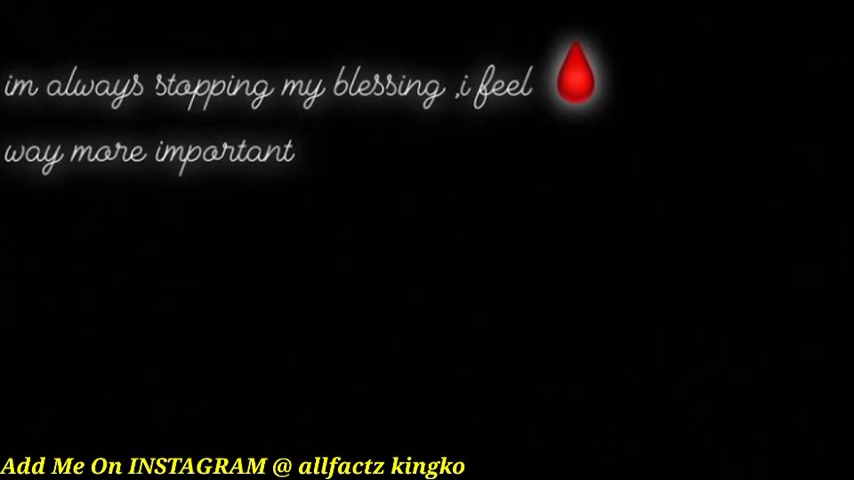 im always stopping my blessing ,i feel 🩸
way more important
Add Me On INSTAGRAM @ allfactz kingko